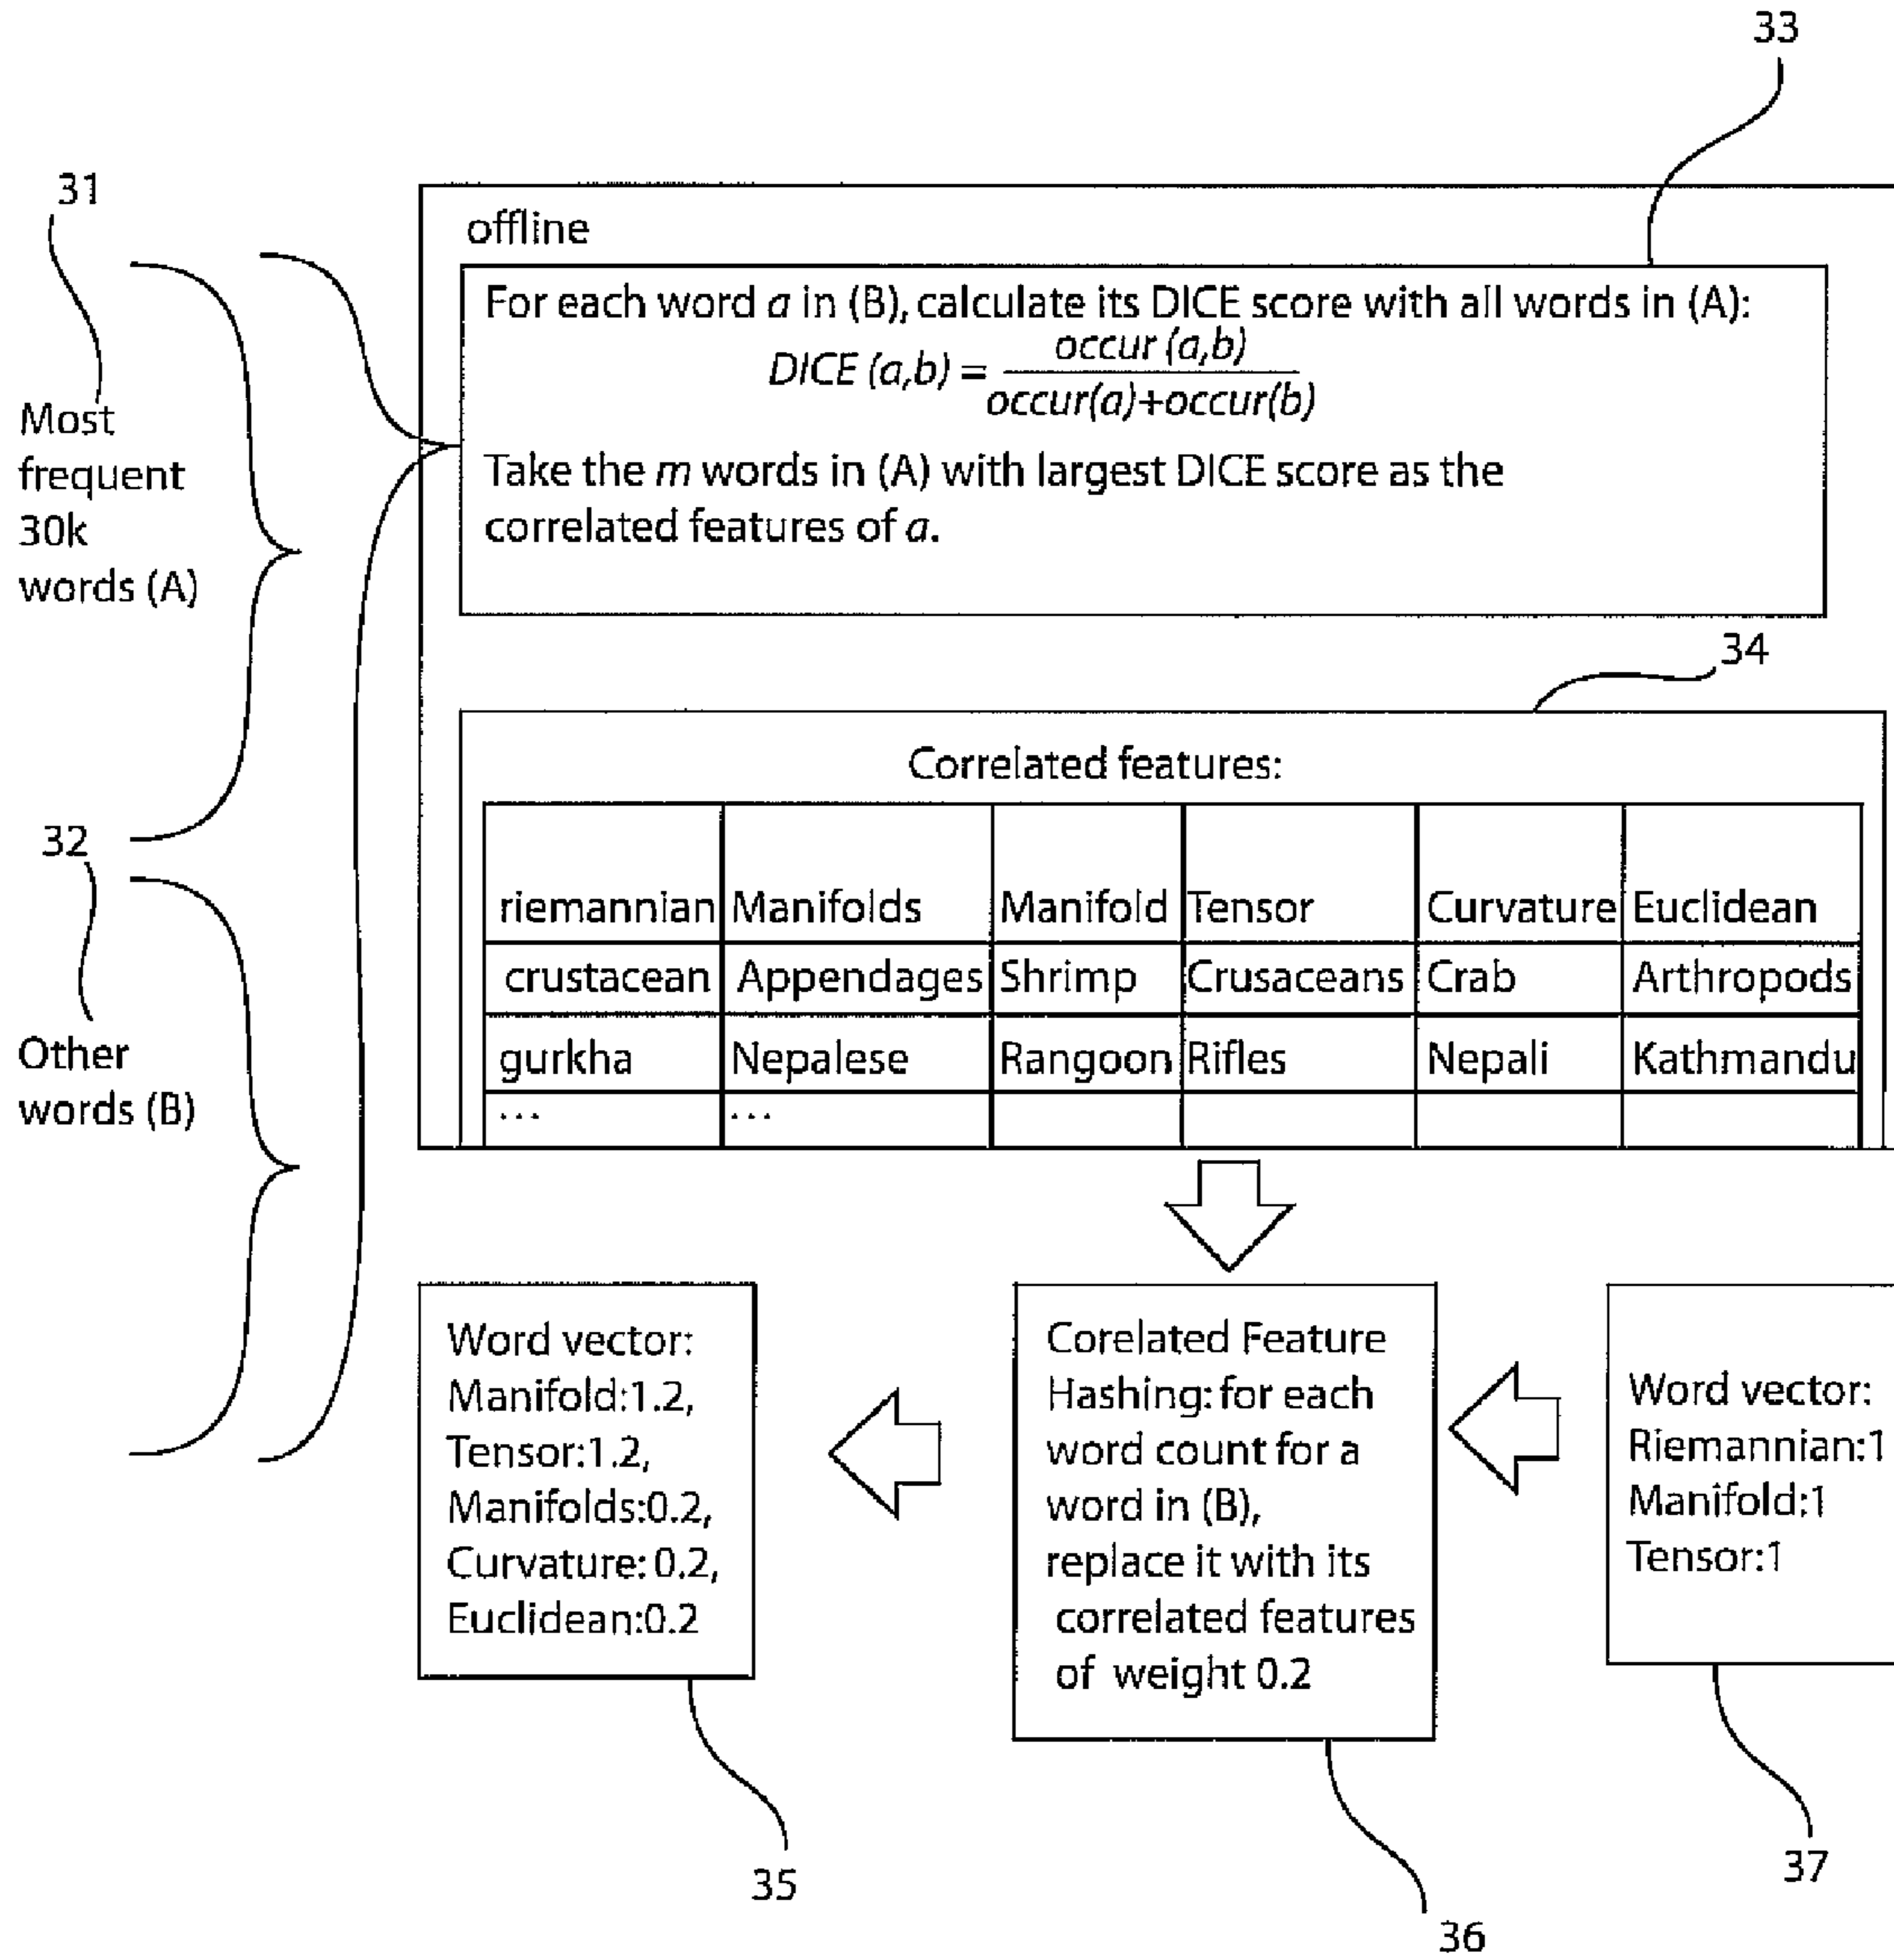 33
31
offline
For each word a in (B), calculate its DICE score with all words in (A):
DICE (a,b) = occur (a,b) / occur(a)+occur(b)
Take the m words in (A) with largest DICE score as the
correlated features of a.
Most
frequent
30k
words (A)
34
Correlated features:
riemannian Manifolds Manifold Tensor Curvature Euclidean
crustacean Appendages Shrimp Crusaceans Crab Arthropods
gurkha Nepalese Rangoon Rifles Nepali Kathmandu
... ...
32
Other
words (B)
Word vector:
Manifold:1.2,
Tensor:1.2,
Manifolds:0.2,
Curvature: 0.2,
Euclidean:0.2
Corelated Feature
Hashing: for each
word count for a
word in (B),
replace it with its
correlated features
of weight 0.2
Word vector:
Riemannian:1
Manifold:1
Tensor:1
35
36
37